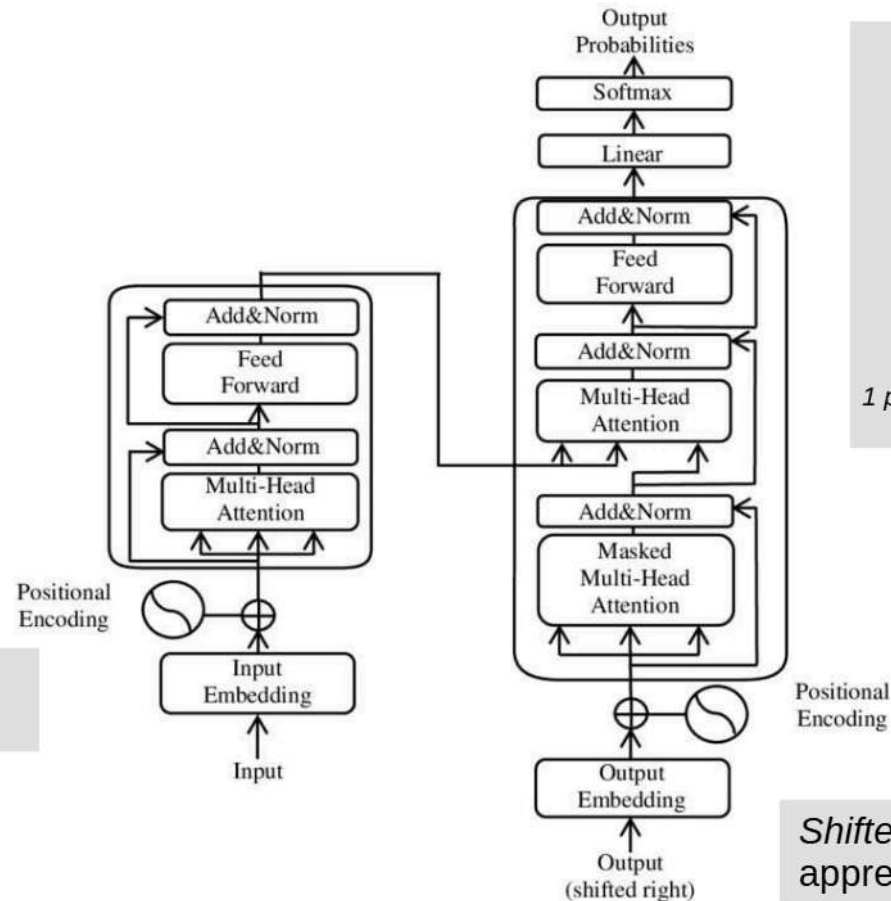 Output
Probabilities
Softmax
Linear
Add&Norm
Feed
Forward
Add&Norm
Multi-Head
Attention
Add&Norm
Masked
Multi-Head
Attention
Positional
Encoding
Output
Embedding
Output
(shifted right)
Add&Norm
Feed
Forward
Add&Norm
Multi-Head
Attention
Positional
Encoding
Input
Embedding
Input
1 p
Shifte
appre